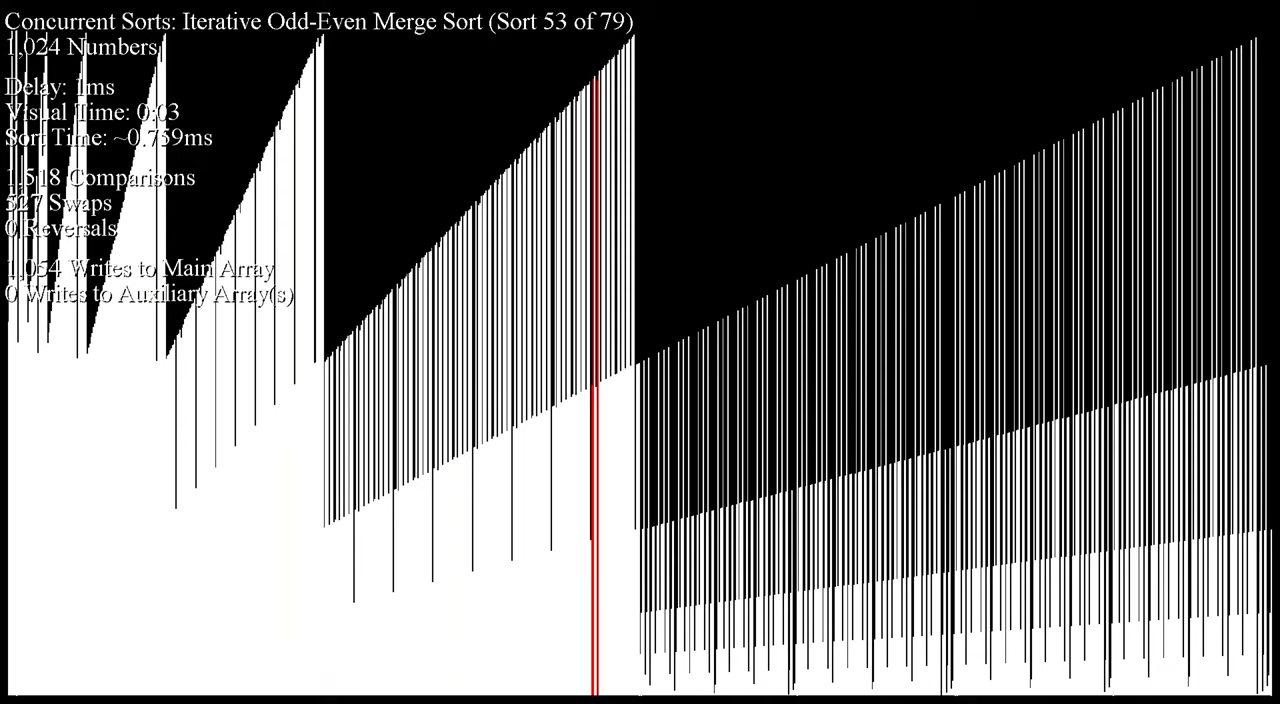 Concurrent Sorts: Iterative Odd-Even Merge Sort (Sort 53 of 79)
1,024 Numbers
Delay: 1ms
Visual Time: 0:03
Sort Time: ~0.759ms
1,518 Comparisons
527 Swaps
0 Reversals
1,054 Writes to Main Array
0 Writes to Auxiliary Array(s)